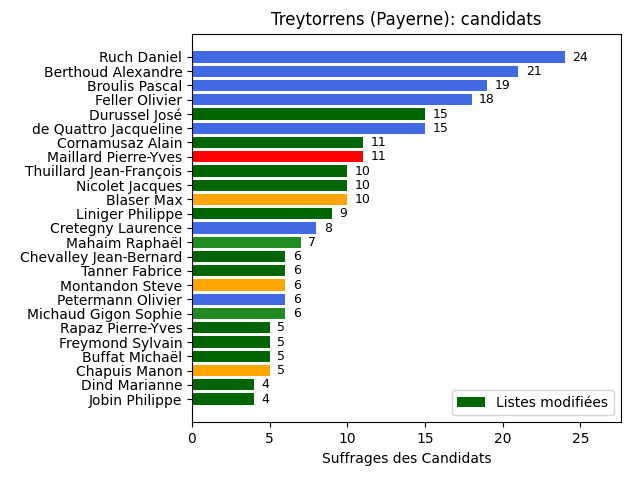 Treytorrens (Payerne): candidats
Ruch Daniel 24
Berthoud Alexandre 21
Broulis Pascal 19
Feller Olivier 18
Durussel José 15
de Quattro Jacqueline 15
Cornamusaz Alain 11
Maillard Pierre-Yves 11
Thuillard Jean-François 10
Nicolet Jacques 10
Blaser Max 10
Liniger Philippe 9
Cretegny Laurence 8
Mahaim Raphaël 7
Chevalley Jean-Bernard 6
Tanner Fabrice 6
Montandon Steve 6
Petermann Olivier 6
Michaud Gigon Sophie 6
Rapaz Pierre-Yves 5
Freymond Sylvain 5
Buffat Michaël 5
Chapuis Manon 5
Dind Marianne 4
Jobin Philippe 4
Listes modifiées
0 5 10 15 20 25
Suffrages des Candidats